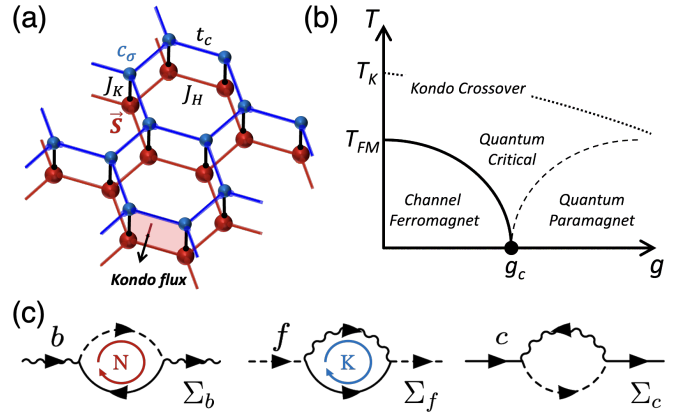 (a)
c_σ
t_c
J_K
J_H
S⃗
Kondo flux
(b)
T
T_K
Kondo Crossover
T_FM
Quantum
Critical
Channel
Ferromagnet
Quantum
Paramagnet
g_c
g
(c)
b
N
Σ_b
f
K
Σ_f
c
Σ_c